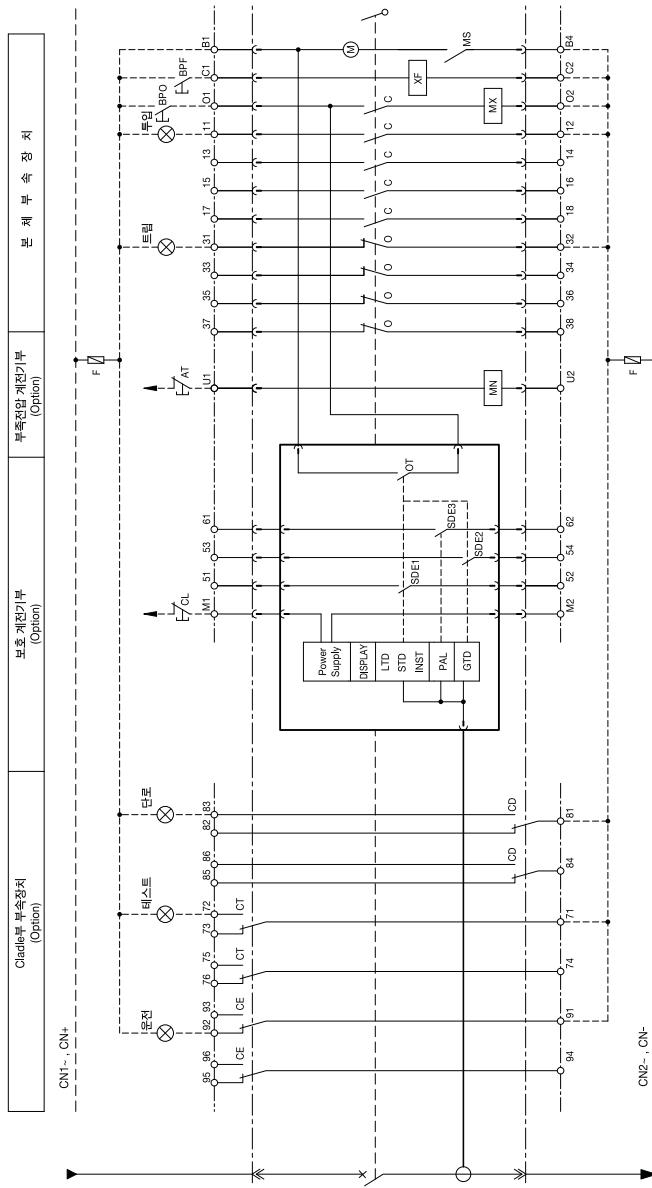 Cladle부 부속장치
(Option)
보호 계전기부
(Option)
부족전압 계전기부
(Option)
본 체 부 속 장 치
CN1~ , CN+
F
운전
테스트
단로
CL
AT
트립
투입
BPO
BPF
95
96
92
93
76
75
73
72
85
86
82
83
M1
51
53
61
U1
37
35
33
31
17
15
13
11
O1
C1
B1
CE
CE
CT
CT
CD
CD
Power
Supply
DISPLAY
LTD
STD
INST
PAL
GTD
SDE1
SDE2
SDE3
OT
MN
O
O
O
O
C
C
C
C
C
MX
XF
M
MS
94
91
74
71
84
81
M2
52
54
62
U2
38
36
34
32
18
16
14
12
O2
C2
B4
F
CN2~ , CN-